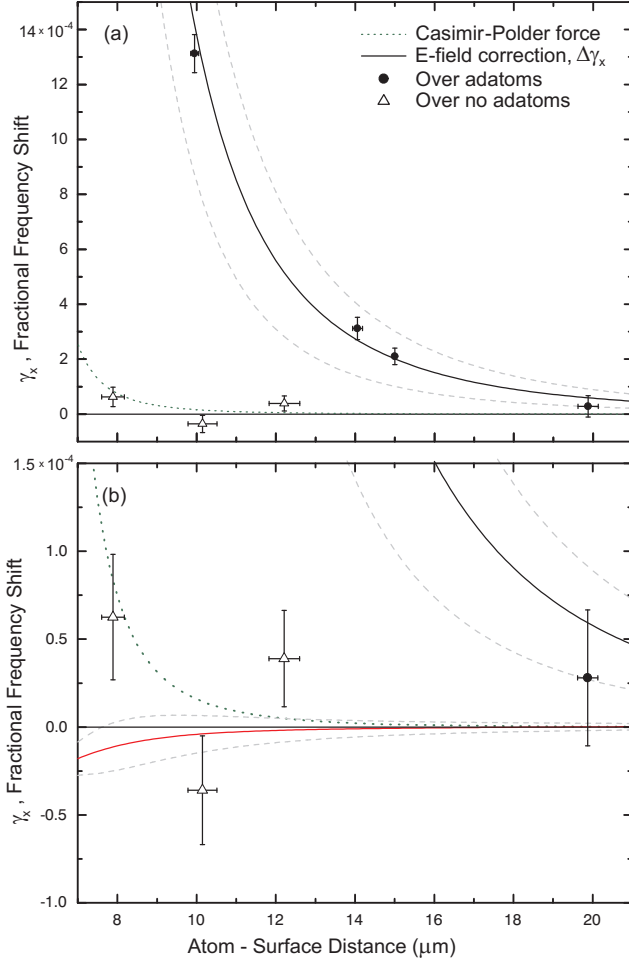 14×10⁻⁴
(a)
Casimir-Polder force
E-field correction, Δγₓ
Over adatoms
Over no adatoms
12
10
8
6
4
2
0
γₓ , Fractional Frequency Shift
1.5×10⁻⁴
(b)
1.0
0.5
0.0
-0.5
-1.0
γₓ , Fractional Frequency Shift
8 10 12 14 16 18 20
Atom - Surface Distance (μm)